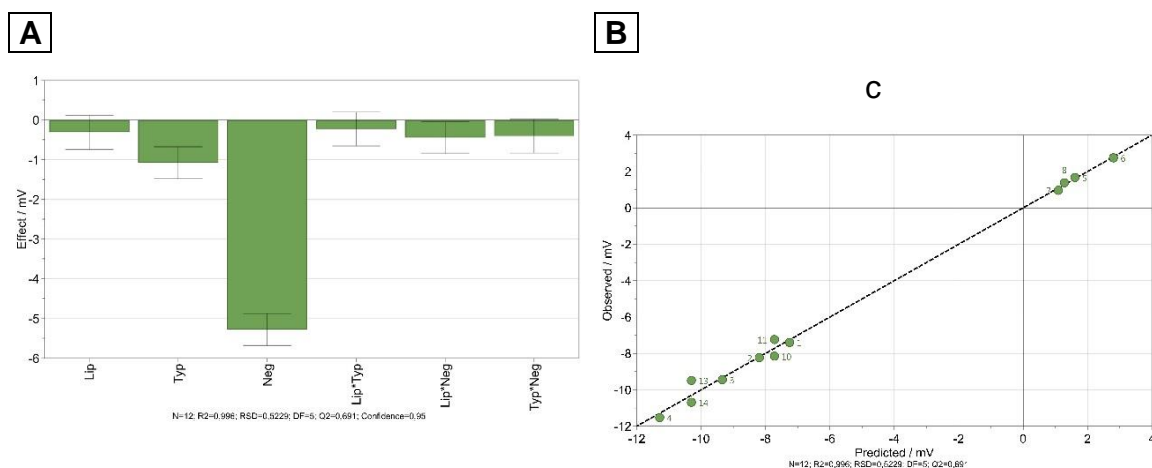 A
B
C
1
0
-1
-2
-3
-4
-5
-6
Effect / mV
Lip
Typ
Neg
Lip*Typ
Lip*Neg
Typ*Neg
N=12; R2=0,996; RSD=0,5229; DF=5; Q2=0,691; Confidence=0,95
4
2
0
-2
-4
-6
-8
-10
-12
Observed / mV
6
5
7
11
1
2
10
13
3
14
4
-12
-10
-8
-6
-4
-2
0
2
4
Predicted / mV
N=12; R2=0,996; RSD=0,5229; DF=5; Q2=0,691